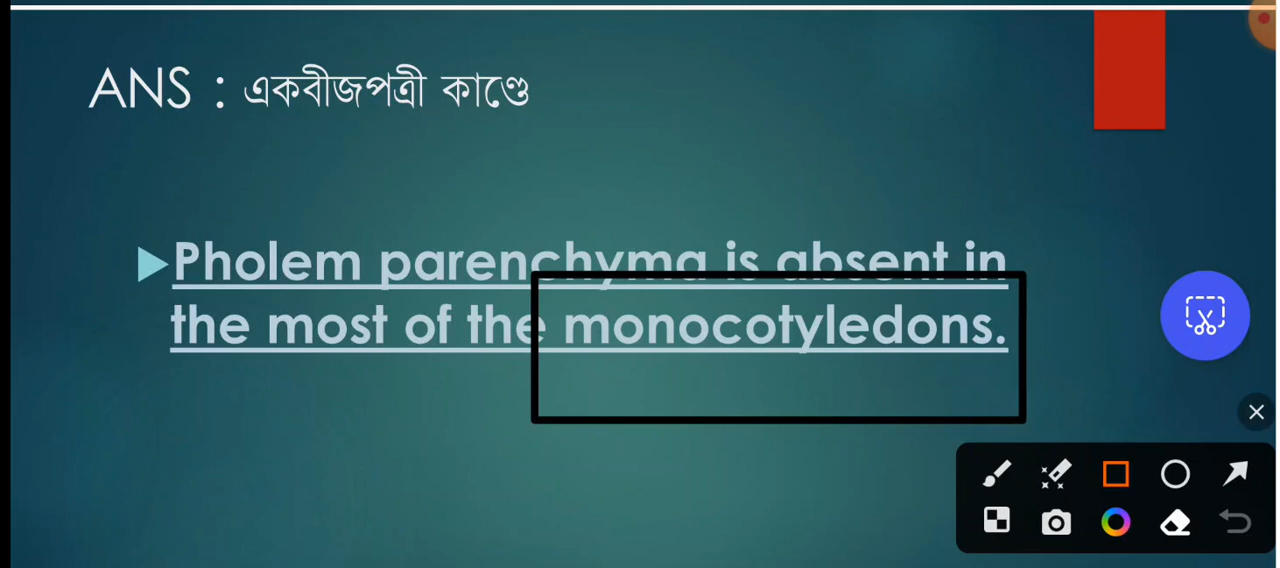 ANS : একবীজপত্রী কাণ্ডে
Pholem parenchyma is absent in
the most of the monocotyledons.